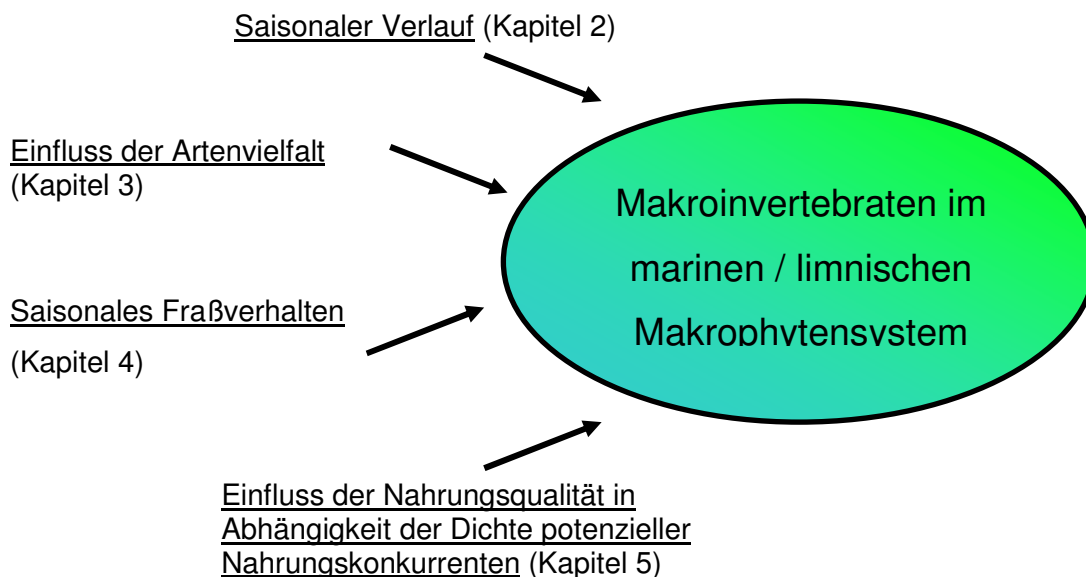 Saisonaler Verlauf (Kapitel 2)
Einfluss der Artenvielfalt
(Kapitel 3)
Saisonales Fraßverhalten
(Kapitel 4)
Einfluss der Nahrungsqualität in
Abhängigkeit der Dichte potenzieller
Nahrungskonkurrenten (Kapitel 5)
Makroinvertebraten im
marinen / limnischen
Makrophytensystem